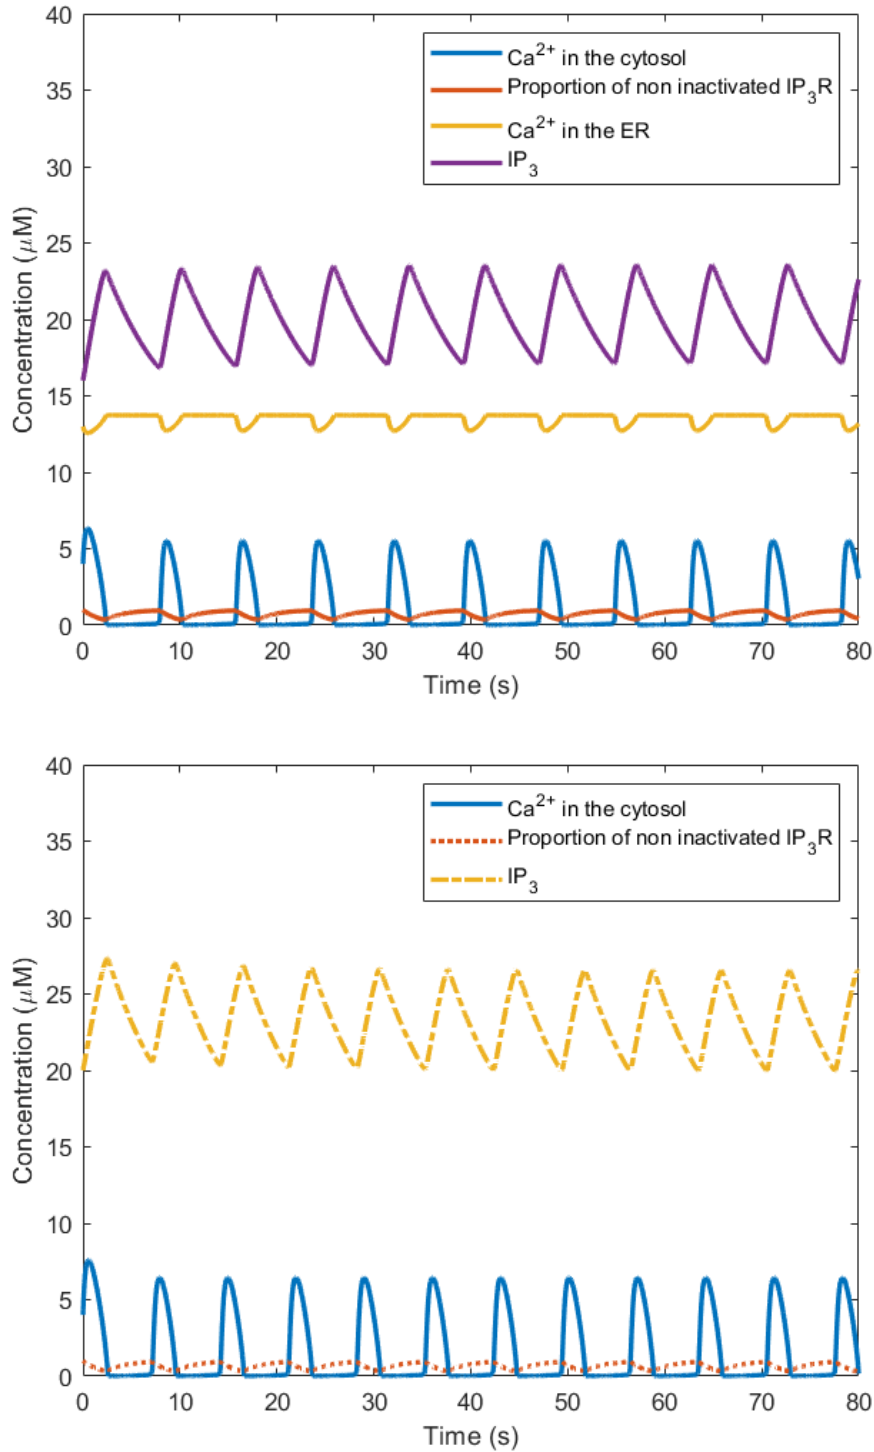 40
35
30
25
20
15
10
5
0
Concentration (μM)
Ca2+ in the cytosol
Proportion of non inactivated IP3R
Ca2+ in the ER
IP3
0 10 20 30 40 50 60 70 80
Time (s)
40
35
30
25
20
15
10
5
0
Concentration (μM)
Ca2+ in the cytosol
Proportion of non inactivated IP3R
IP3
0 10 20 30 40 50 60 70 80
Time (s)